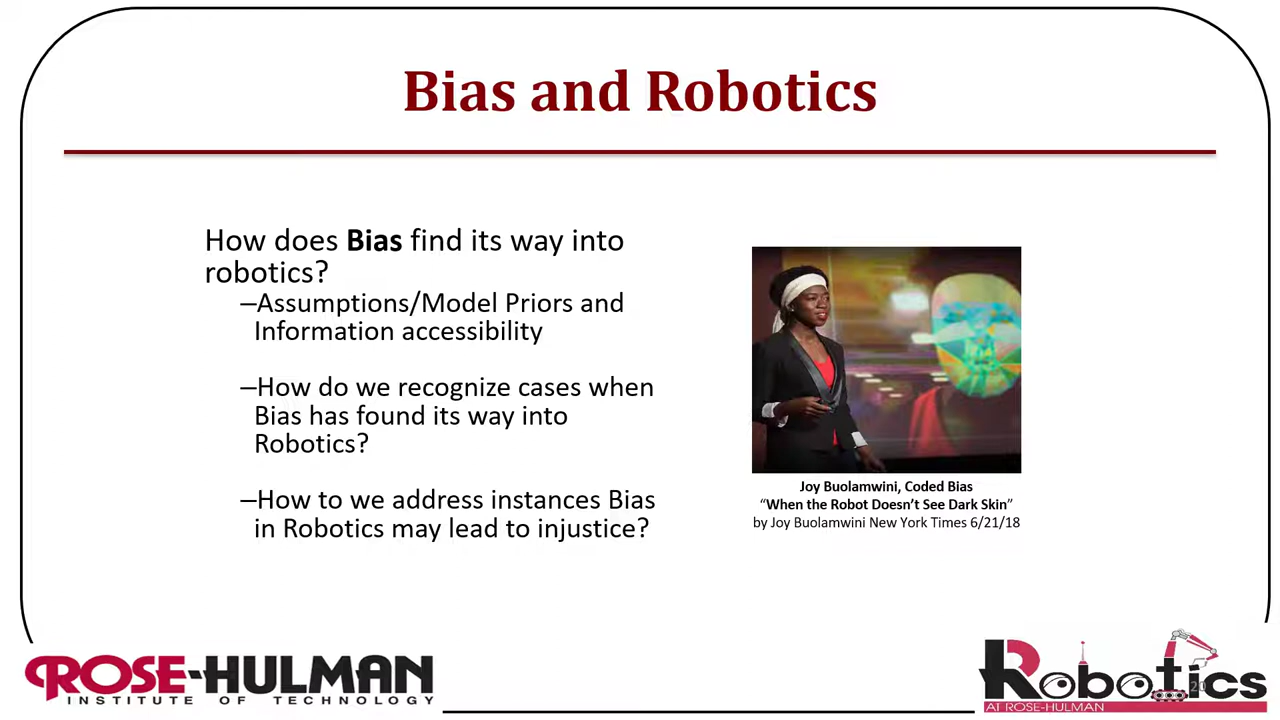 Bias and Robotics
How does Bias find its way into
robotics?
–Assumptions/Model Priors and
Information accessibility
–How do we recognize cases when
Bias has found its way into
Robotics?
–How to we address instances Bias
in Robotics may lead to injustice?
Joy Buolamwini, Coded Bias
“When the Robot Doesn’t See Dark Skin”
by Joy Buolamwini New York Times 6/21/18
ROSE-HULMAN
INSTITUTE OF TECHNOLOGY
Robotics
AT ROSE-HULMAN
20